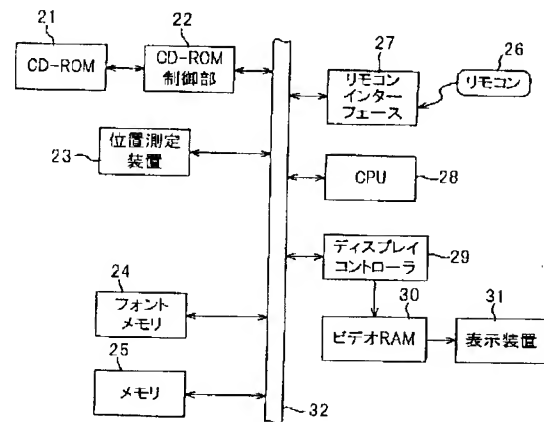 21
CD-ROM
22
CD-ROM
制御部
27
リモコン
インター
フェース
26
リモコン
23
位置測定
装置
CPU
28
ディスプレイ
コントローラ
29
24
フォント
メモリ
30
ビデオRAM
31
表示装置
25
メモリ
32